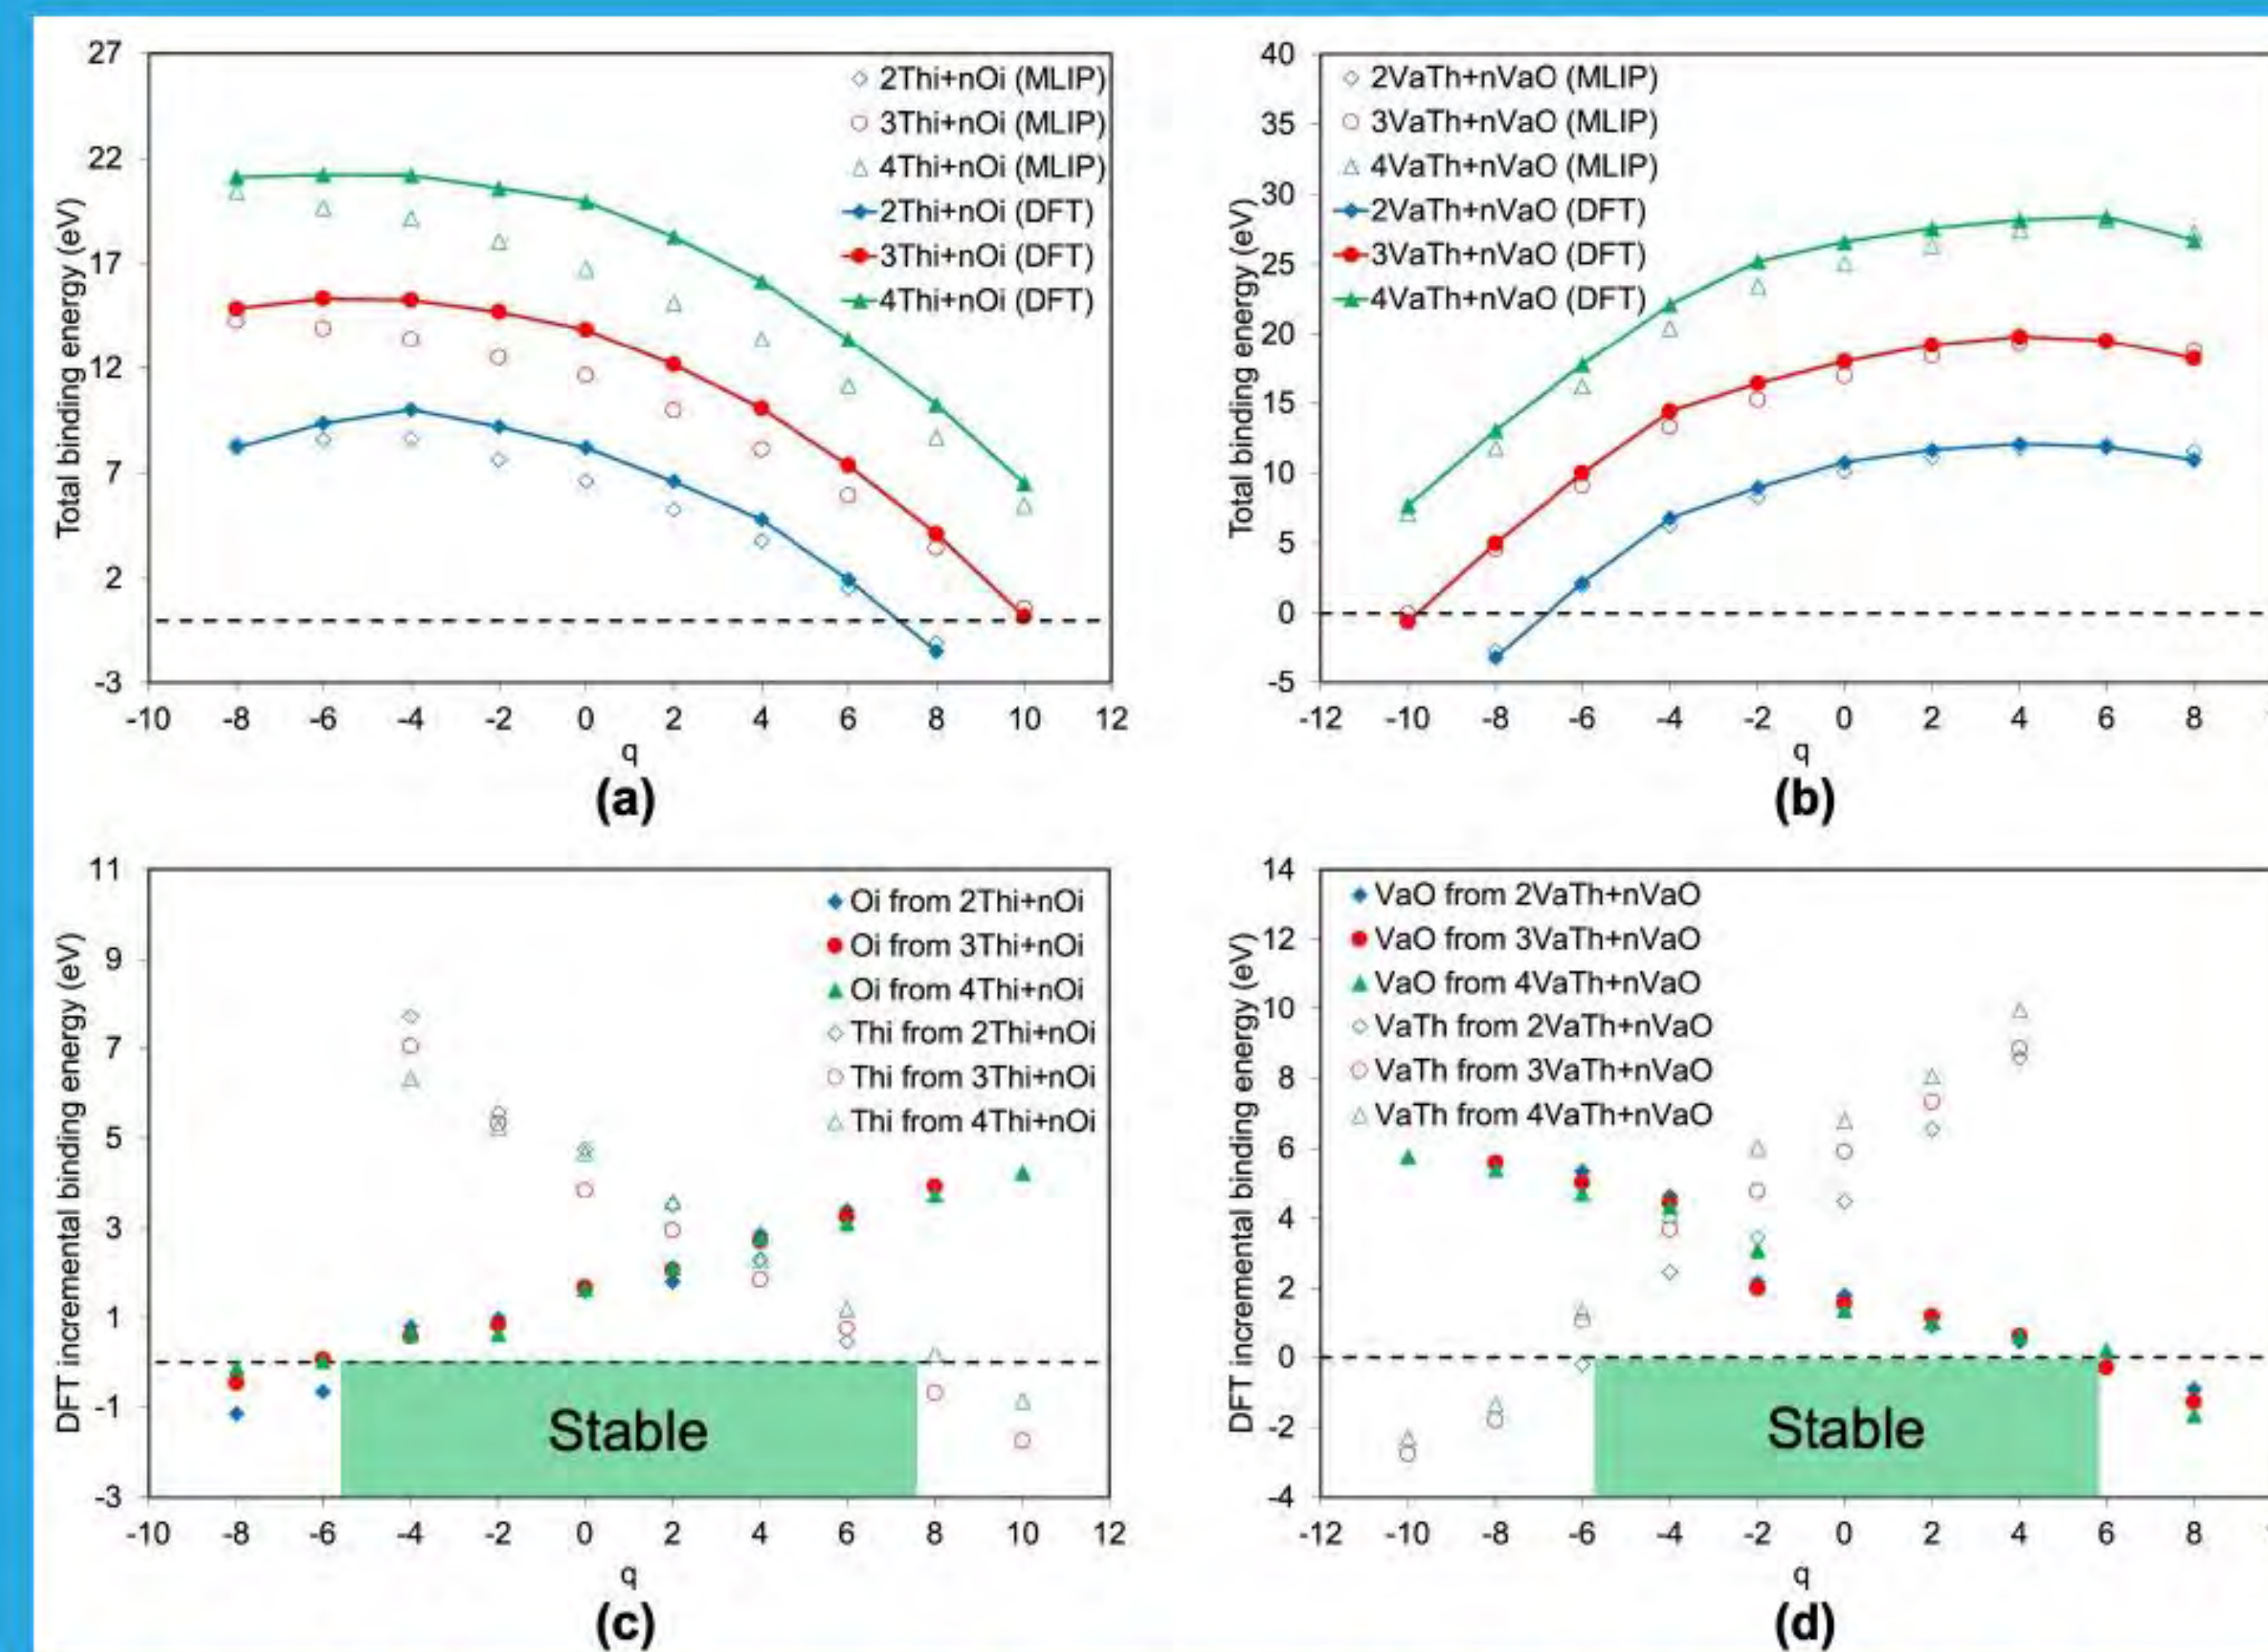 27
22
17
12
7
2
-3
Total binding energy (eV)
2Thi+nOi (MLIP)
3Thi+nOi (MLIP)
4Thi+nOi (MLIP)
2Thi+nOi (DFT)
3Thi+nOi (DFT)
4Thi+nOi (DFT)
-10 -8 -6 -4 -2 0 2 4 6 8 10 12
q
(a)
40
35
30
25
20
15
10
5
0
-5
Total binding energy (eV)
2VaTh+nVaO (MLIP)
3VaTh+nVaO (MLIP)
4VaTh+nVaO (MLIP)
2VaTh+nVaO (DFT)
3VaTh+nVaO (DFT)
4VaTh+nVaO (DFT)
-12 -10 -8 -6 -4 -2 0 2 4 6 8
q
(b)
11
9
7
5
3
1
-1
-3
DFT incremental binding energy (eV)
Oi from 2Thi+nOi
Oi from 3Thi+nOi
Oi from 4Thi+nOi
Thi from 2Thi+nOi
Thi from 3Thi+nOi
Thi from 4Thi+nOi
Stable
-10 -8 -6 -4 -2 0 2 4 6 8 10 12
q
(c)
14
12
10
8
6
4
2
0
-2
-4
DFT incremental binding energy (eV)
VaO from 2VaTh+nVaO
VaO from 3VaTh+nVaO
VaO from 4VaTh+nVaO
VaTh from 2VaTh+nVaO
VaTh from 3VaTh+nVaO
VaTh from 4VaTh+nVaO
Stable
-12 -10 -8 -6 -4 -2 0 2 4 6 8
q
(d)